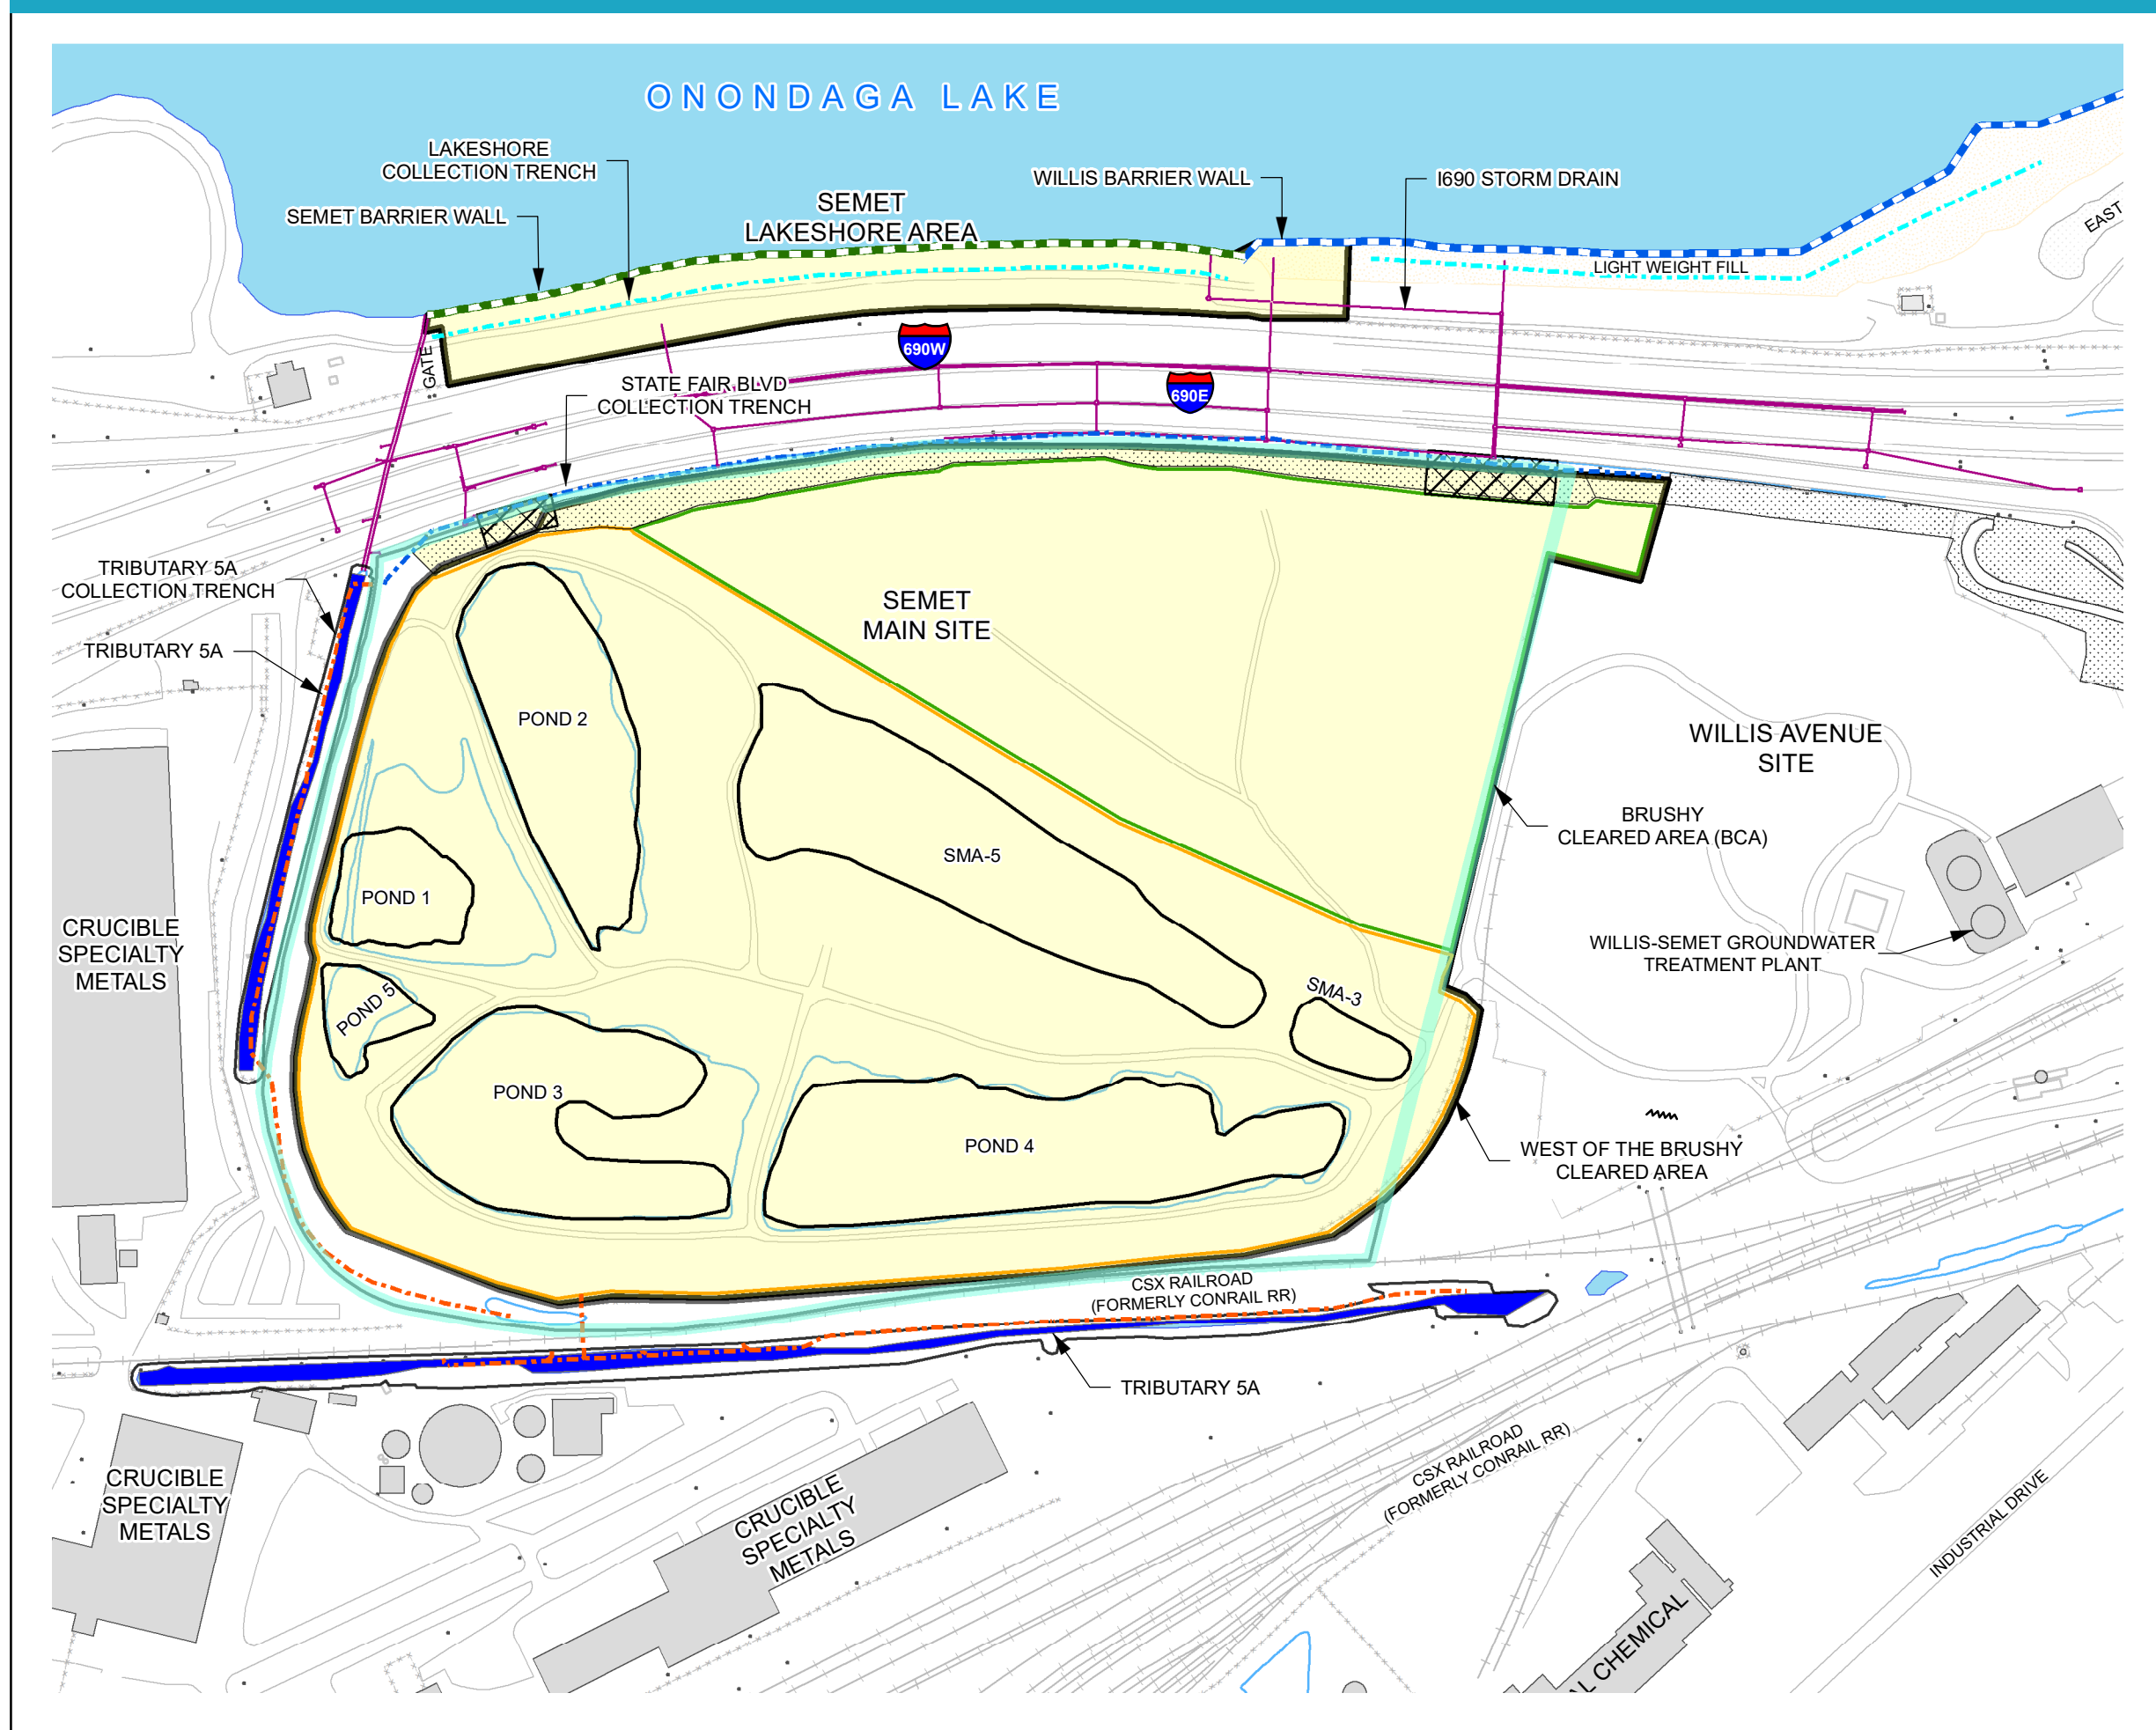 ONONDAGA LAKE
LAKESHORE
COLLECTION TRENCH
WILLIS BARRIER WALL
I690 STORM DRAIN
SEMET BARRIER WALL
SEMET
LAKESHORE AREA
EAST
LIGHT WEIGHT FILL
690W
GATE
STATE FAIR BLVD
COLLECTION TRENCH
690E
TRIBUTARY 5A
COLLECTION TRENCH
SEMET
MAIN SITE
TRIBUTARY 5A
POND 2
WILLIS AVENUE
SITE
BRUSHY
CLEARED AREA (BCA)
SMA-5
POND 1
CRUCIBLE
SPECIALTY
METALS
WILLIS-SEMET GROUNDWATER
TREATMENT PLANT
SMA-3
POND 5
POND 3
POND 4
WEST OF THE BRUSHY
CLEARED AREA
CSX RAILROAD
(FORMERLY CONRAIL RR)
TRIBUTARY 5A
CRUCIBLE
SPECIALTY
METALS
CRUCIBLE
SPECIALTY
METALS
CSX RAILROAD
(FORMERLY CONRAIL RR)
INDUSTRIAL DRIVE
AL CHEMICAL